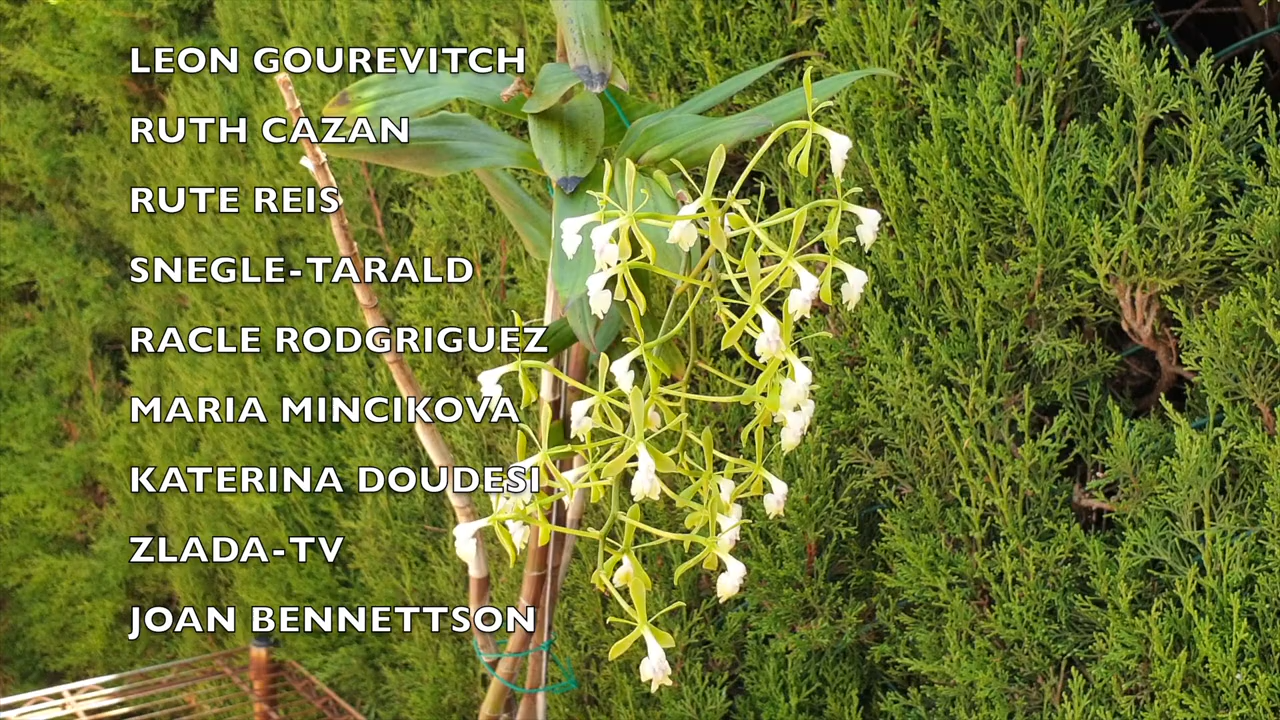 LEON GOUREVITCH
RUTH CAZAN
RUTE REIS
SNEGLE-TARALD
RACLE RODGRIGUEZ
MARIA MINCIKOVA
KATERINA DOUDESI
ZLADA-TV
JOAN BENNETTSON